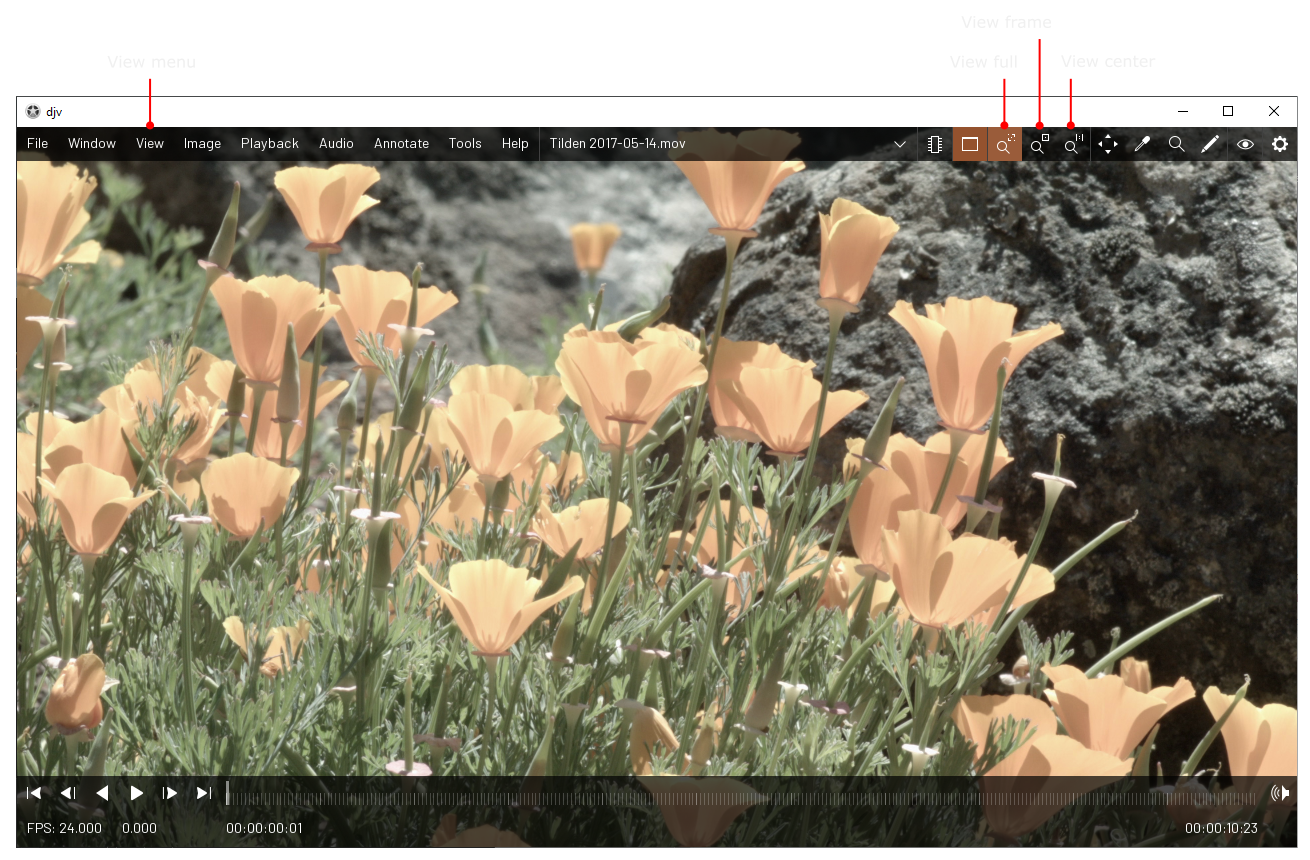 View frame
View menu
View full
View center
djv
File Window View Image Playback Audio Annotate Tools Help Tilden 2017-05-14.mov
FPS: 24.000 0.000 00:00:00:01 00:00:10:23